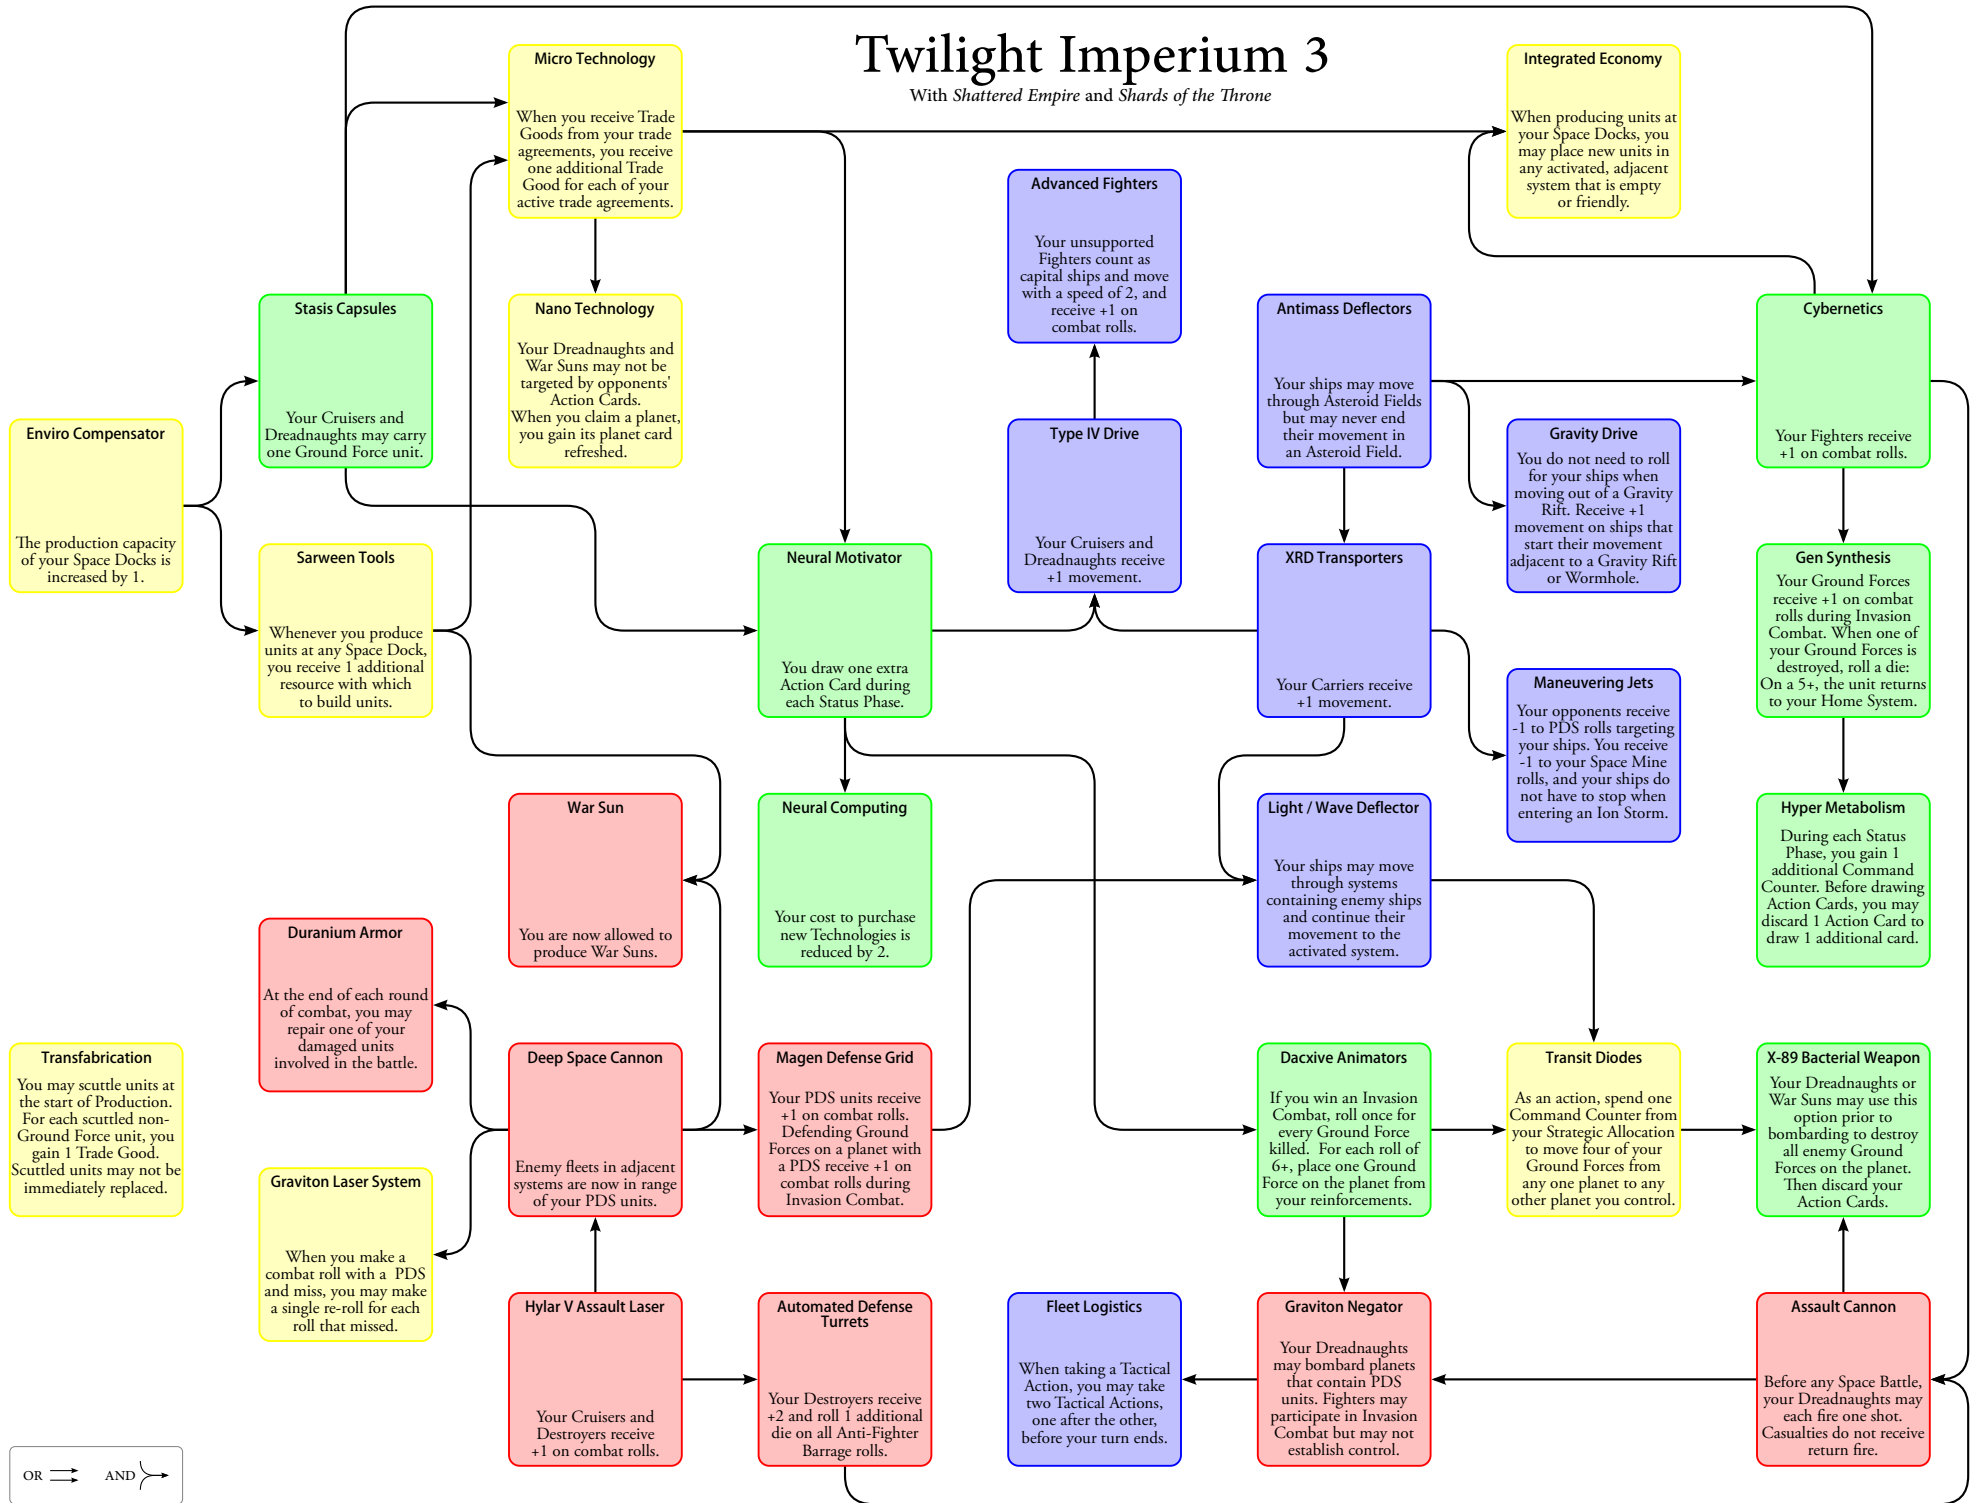 Twilight Imperium 3
With Shattered Empire and Shards of the Throne
Micro Technology
When you receive Trade
Goods from your trade
agreements, you receive
one additional Trade
Good for each of your
active trade agreements.
Integrated Economy
When producing units at
your Space Docks, you
may place new units in
any activated, adjacent
system that is empty
or friendly.
Advanced Fighters
Your unsupported
Fighters count as
capital ships and move
with a speed of 2, and
receive +1 on
combat rolls.
Stasis Capsules
Your Cruisers and
Dreadnaughts may carry
one Ground Force unit.
Nano Technology
Your Dreadnaughts and
War Suns may not be
targeted by opponents'
Action Cards.
When you claim a planet,
you gain its planet card
refreshed.
Antimass Deflectors
Your ships may move
through Asteroid Fields
but may never end
their movement in
an Asteroid Field.
Cybernetics
Your Fighters receive
+1 on combat rolls.
Enviro Compensator
The production capacity
of your Space Docks is
increased by 1.
Type IV Drive
Your Cruisers and
Dreadnaughts receive
+1 movement.
Gravity Drive
You do not need to roll
for your ships when
moving out of a Gravity
Rift. Receive +1
movement on ships that
start their movement
adjacent to a Gravity Rift
or Wormhole.
Sarween Tools
Whenever you produce
units at any Space Dock,
you receive 1 additional
resource with which
to build units.
Neural Motivator
You draw one extra
Action Card during
each Status Phase.
XRD Transporters
Your Carriers receive
+1 movement.
Gen Synthesis
Your Ground Forces
receive +1 on combat
rolls during Invasion
Combat. When one of
your Ground Forces is
destroyed, roll a die:
On a 5+, the unit returns
to your Home System.
Maneuvering Jets
Your opponents receive
-1 to PDS rolls targeting
your ships. You receive
-1 to your Space Mine
rolls, and your ships do
not have to stop when
entering an Ion Storm.
War Sun
You are now allowed to
produce War Suns.
Neural Computing
Your cost to purchase
new Technologies is
reduced by 2.
Light / Wave Deflector
Your ships may move
through systems
containing enemy ships
and continue their
movement to the
activated system.
Hyper Metabolism
During each Status
Phase, you gain 1
additional Command
Counter. Before drawing
Action Cards, you may
discard 1 Action Card to
draw 1 additional card.
Duranium Armor
At the end of each round
of combat, you may
repair one of your
damaged units
involved in the battle.
Transfabrication
You may scuttle units at
the start of Production.
For each scuttled non-
Ground Force unit, you
gain 1 Trade Good.
Scuttled units may not be
immediately replaced.
Deep Space Cannon
Enemy fleets in adjacent
systems are now in range
of your PDS units.
Magen Defense Grid
Your PDS units receive
+1 on combat rolls.
Defending Ground
Forces on a planet with
a PDS receive +1 on
combat rolls during
Invasion Combat.
Dacxive Animators
If you win an Invasion
Combat, roll once for
every Ground Force
killed. For each roll of
6+, place one Ground
Force on the planet from
your reinforcements.
Transit Diodes
As an action, spend one
Command Counter from
your Strategic Allocation
to move four of your
Ground Forces from
any one planet to any
other planet you control.
X-89 Bacterial Weapon
Your Dreadnaughts or
War Suns may use this
option prior to
bombarding to destroy
all enemy Ground
Forces on the planet.
Then discard your
Action Cards.
Graviton Laser System
When you make a
combat roll with a PDS
and miss, you may make
a single re-roll for each
roll that missed.
Hylar V Assault Laser
Your Cruisers and
Destroyers receive
+1 on combat rolls.
Automated Defense
Turrets
Your Destroyers receive
+2 and roll 1 additional
die on all Anti-Fighter
Barrage rolls.
Fleet Logistics
When taking a Tactical
Action, you may take
two Tactical Actions,
one after the other,
before your turn ends.
Graviton Negator
Your Dreadnaughts
may bombard planets
that contain PDS
units. Fighters may
participate in Invasion
Combat but may not
establish control.
Assault Cannon
Before any Space Battle,
your Dreadnaughts may
each fire one shot.
Casualties do not receive
return fire.
OR AND